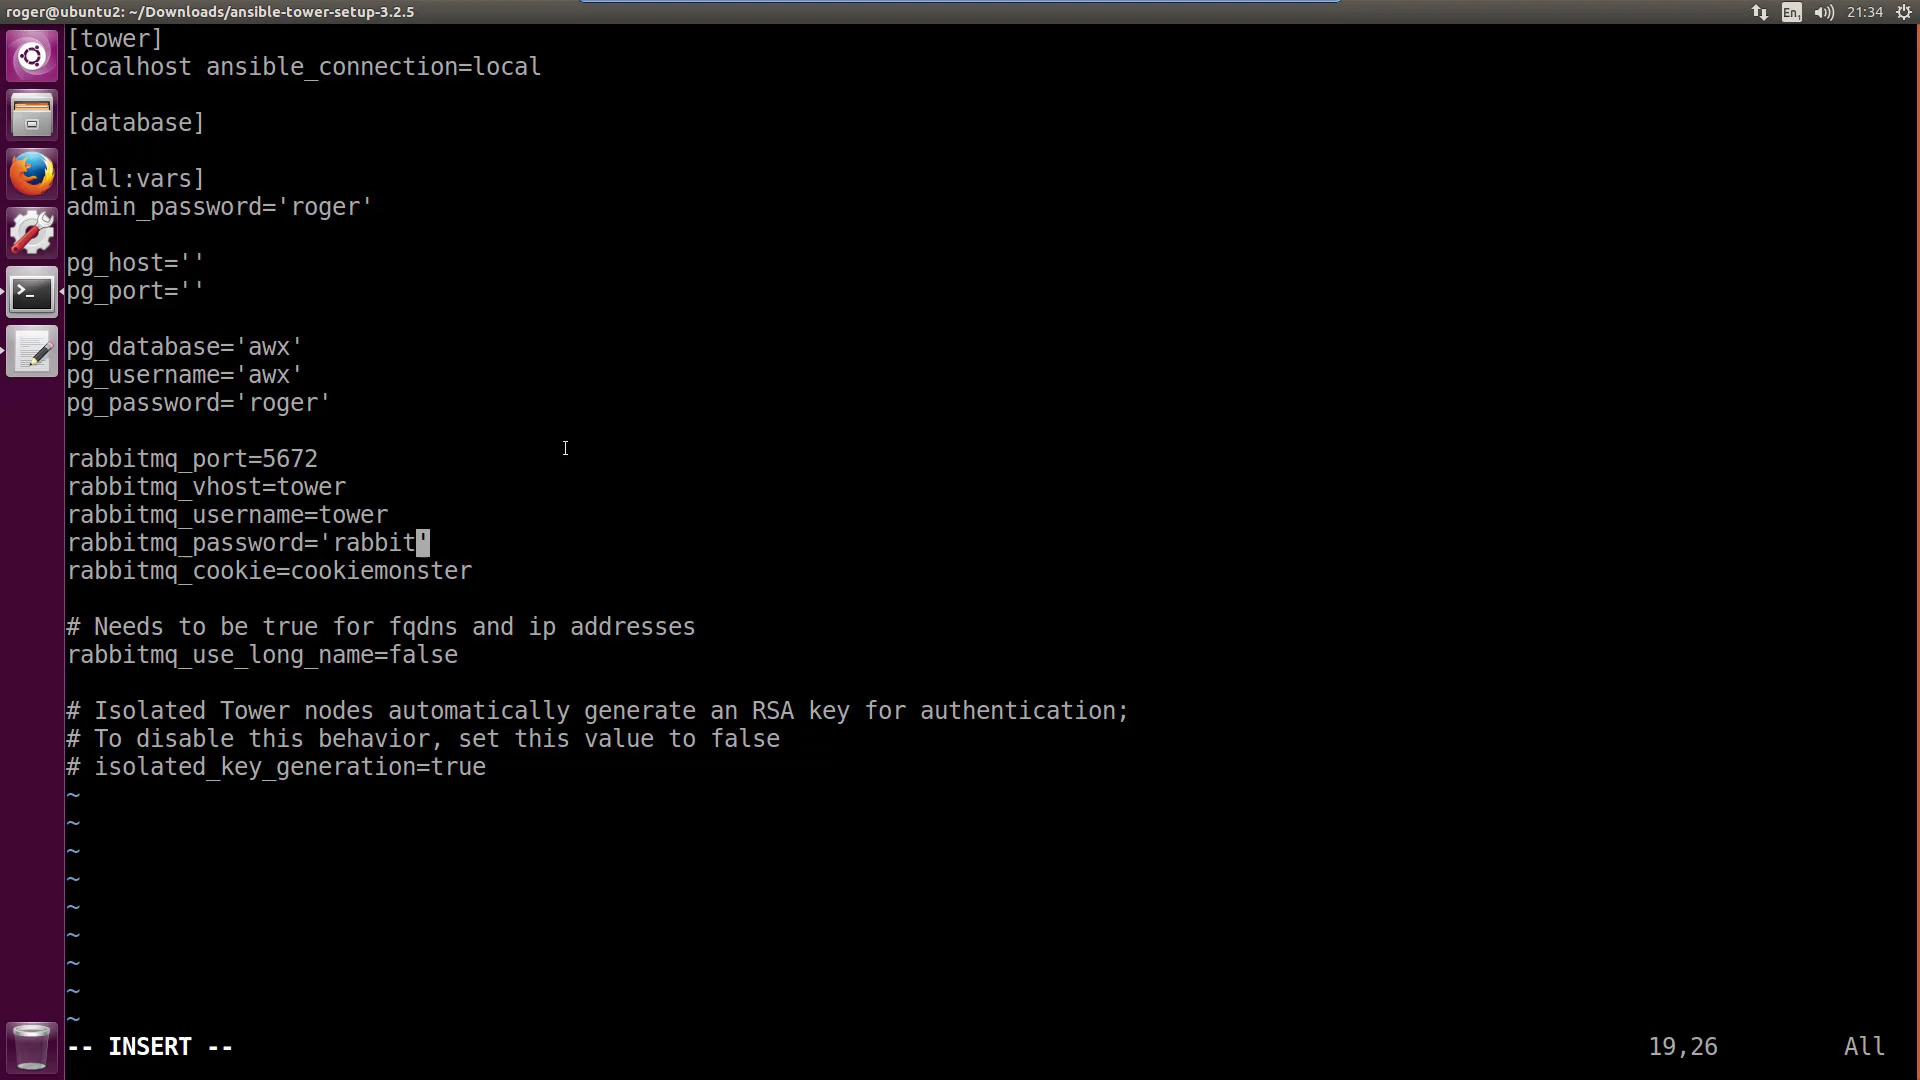 roger@ubuntu2: ~/Downloads/ansible-tower-setup-3.2.5
En1
21:34
[tower]
localhost ansible_connection=local
[database]
[all:vars]
admin_password='roger'
pg_host=''
pg_port=''
pg_database='awx'
pg_username='awx'
pg_password='roger'
rabbitmq_port=5672
rabbitmq_vhost=tower
rabbitmq_username=tower
rabbitmq_password='rabbit'
rabbitmq_cookie=cookiemonster
# Needs to be true for fqdns and ip addresses
rabbitmq_use_long_name=false
# Isolated Tower nodes automatically generate an RSA key for authentication;
# To disable this behavior, set this value to false
# isolated_key_generation=true
~
~
~
~
~
~
~
~
~
-- INSERT --
19,26
All